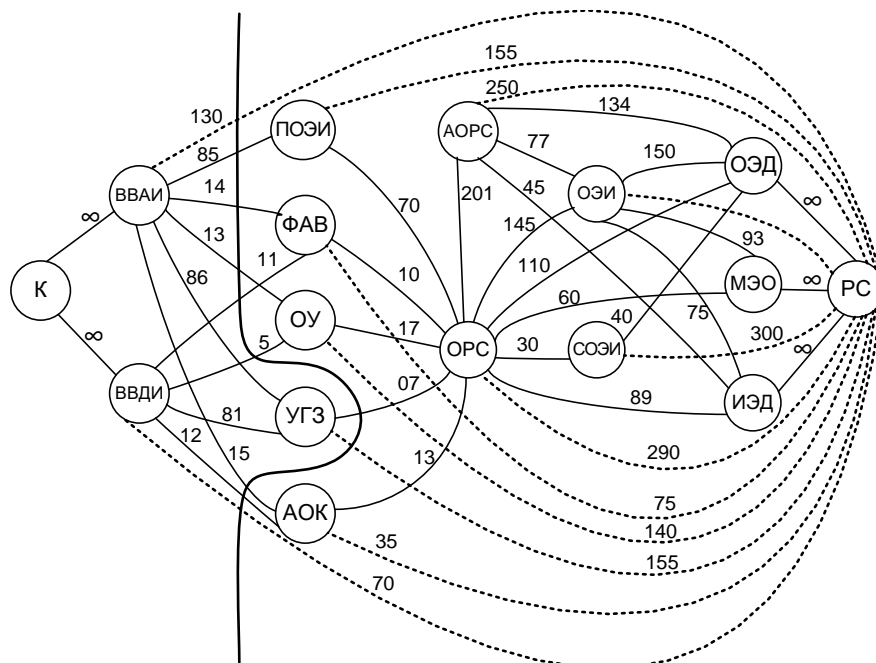 155
250
130
134
ПОЭИ
АОРС
77
85
150
ОЭД
ВВАИ
14
45
ОЭИ
∞
201
70
ФАВ
∞
13
145
93
11
10
110
86
МЭО
∞
К
60
РС
ОУ
17
40
75
300
5
ОРС
30
СОЭИ
∞
∞
07
ВВДИ
89
ИЭД
81
УГЗ
12
15
13
290
75
АОК
140
35
155
70